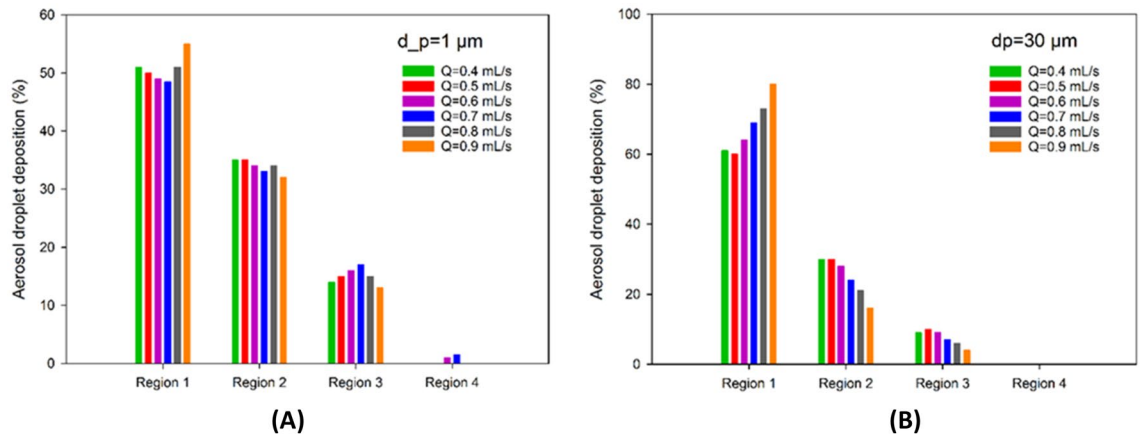 60
50
40
30
20
10
0
Aerosol droplet deposition (%)
d_p=1 µm
Q=0.4 mL/s
Q=0.5 mL/s
Q=0.6 mL/s
Q=0.7 mL/s
Q=0.8 mL/s
Q=0.9 mL/s
Region 1 Region 2 Region 3 Region 4
(A)
100
80
60
40
20
0
Aerosol droplet deposition (%)
dp=30 µm
Q=0.4 mL/s
Q=0.5 mL/s
Q=0.6 mL/s
Q=0.7 mL/s
Q=0.8 mL/s
Q=0.9 mL/s
Region 1 Region 2 Region 3 Region 4
(B)